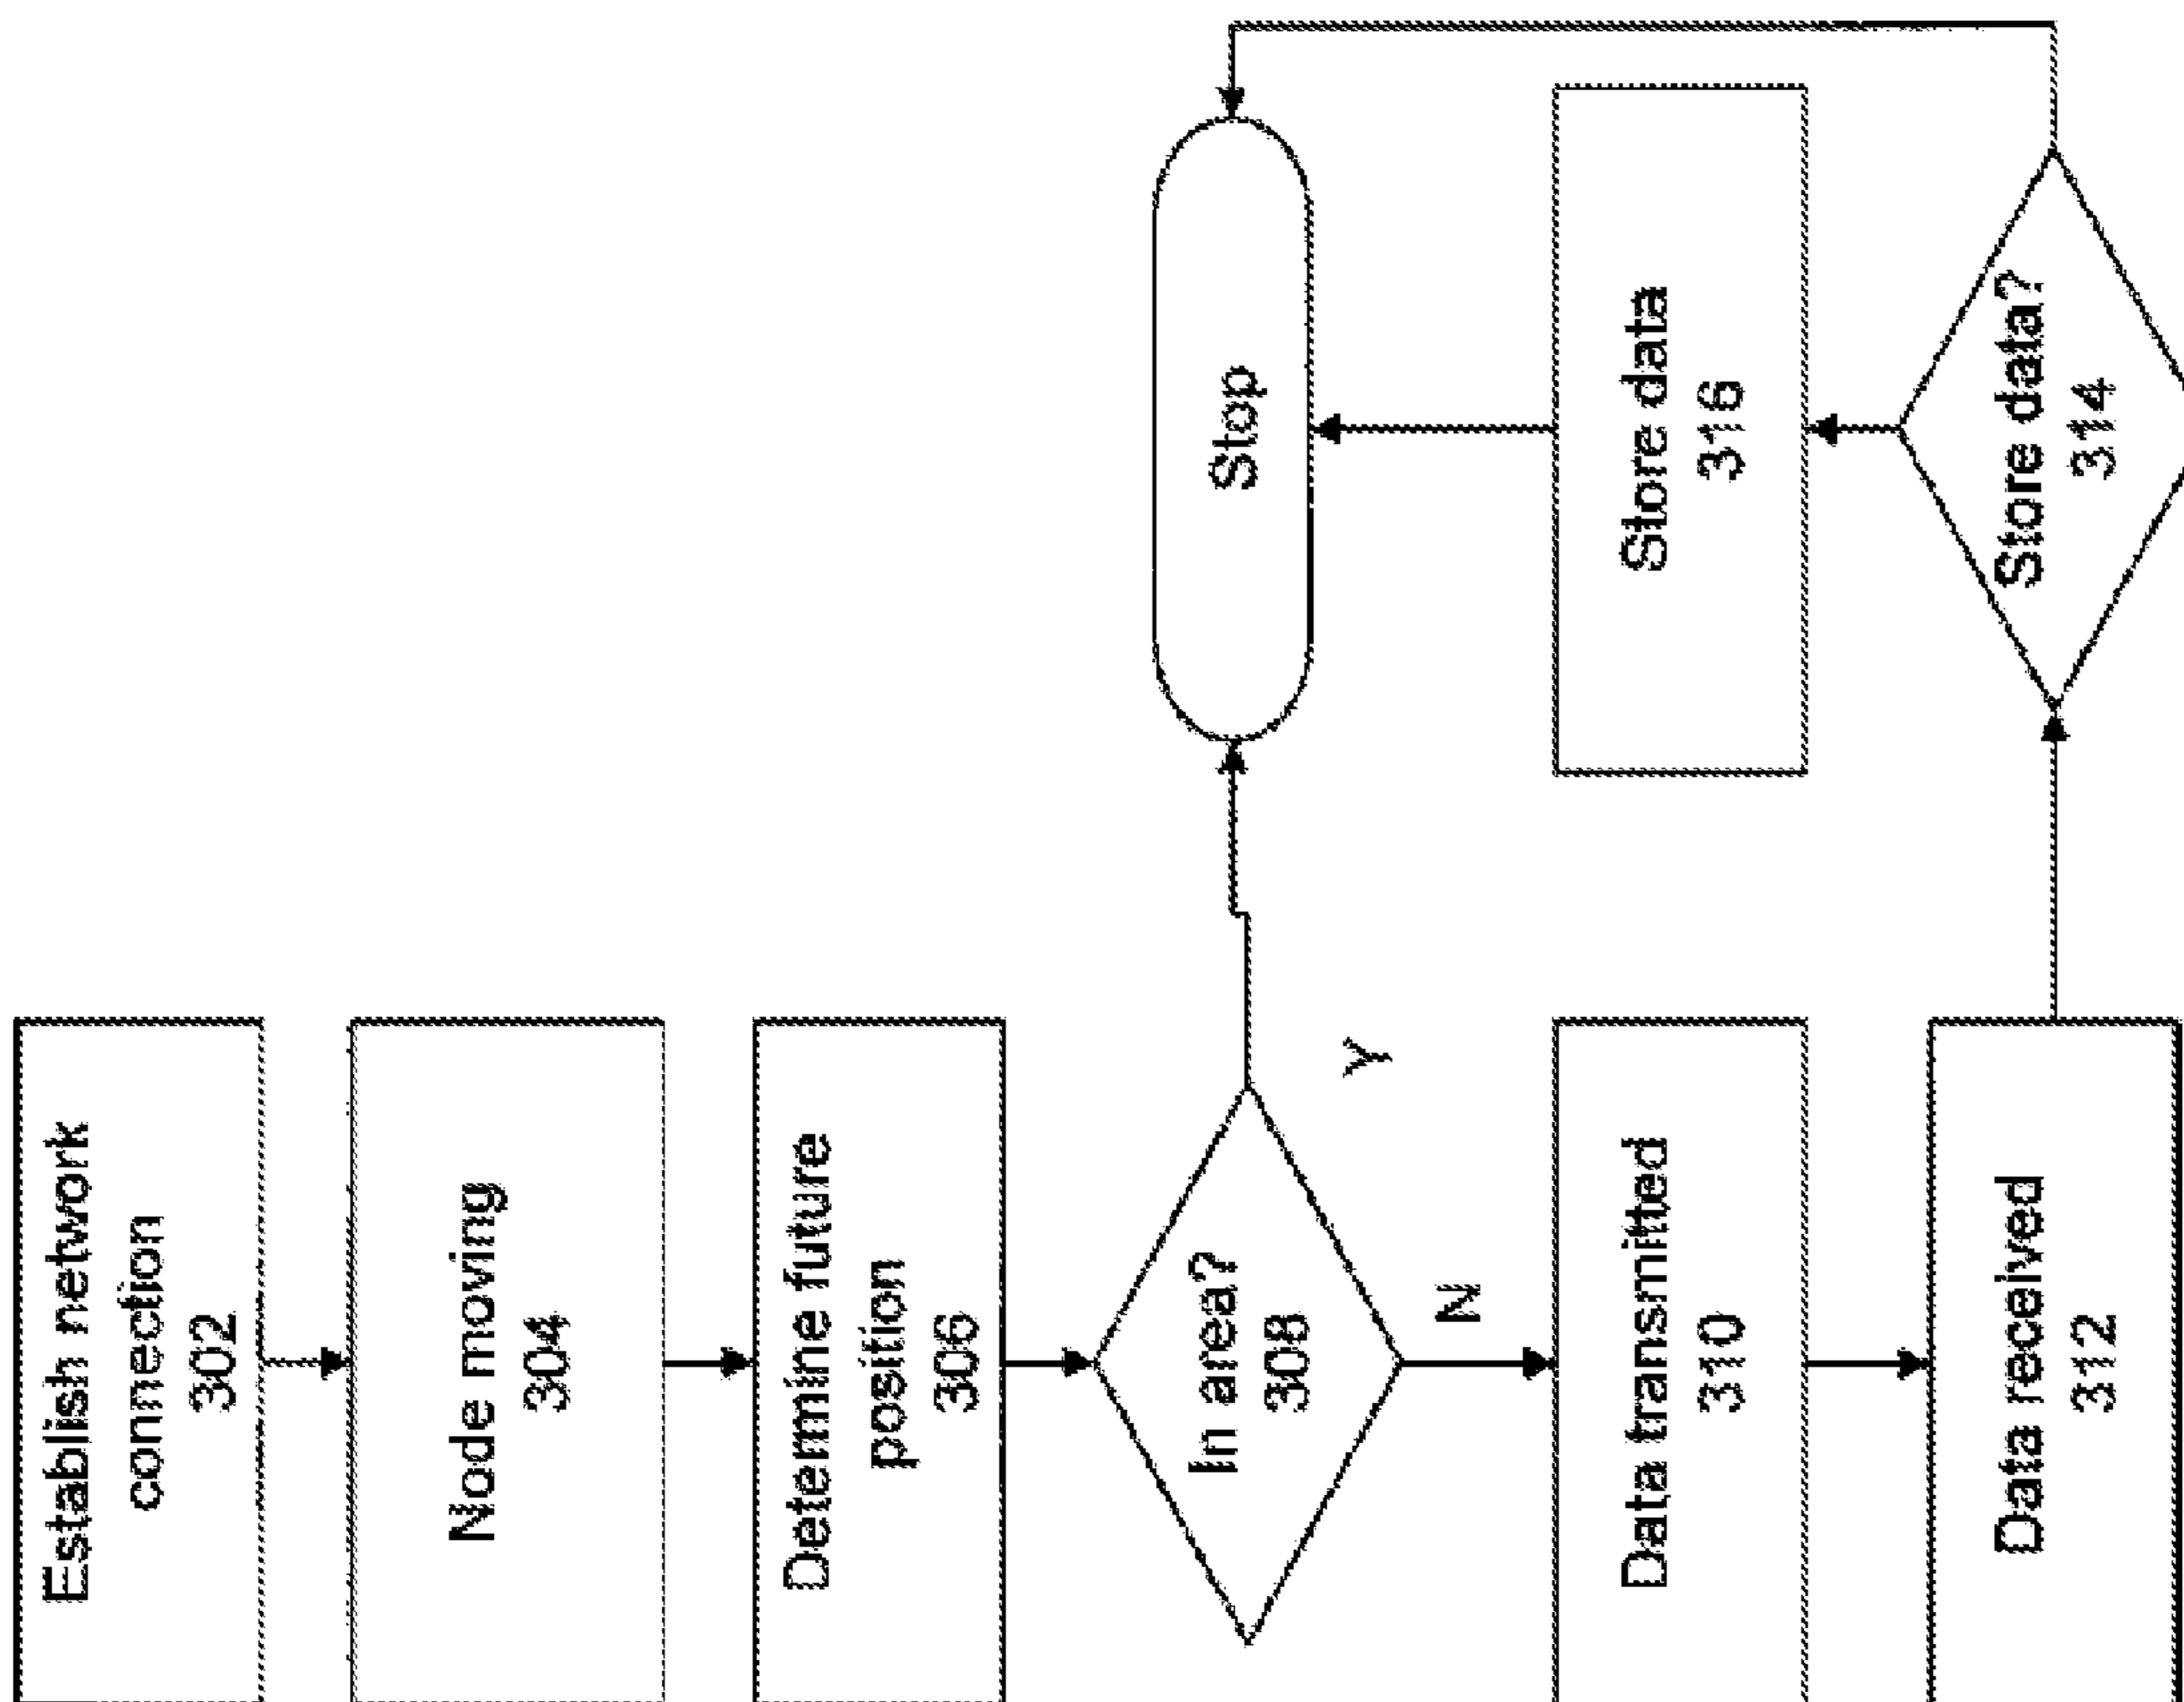 Establish network
connection
302
Node moving
304
Determine future
position
306
In area?
308
Y
N
Data transmitted
310
Data received
312
Store data?
314
Store data
316
Stop